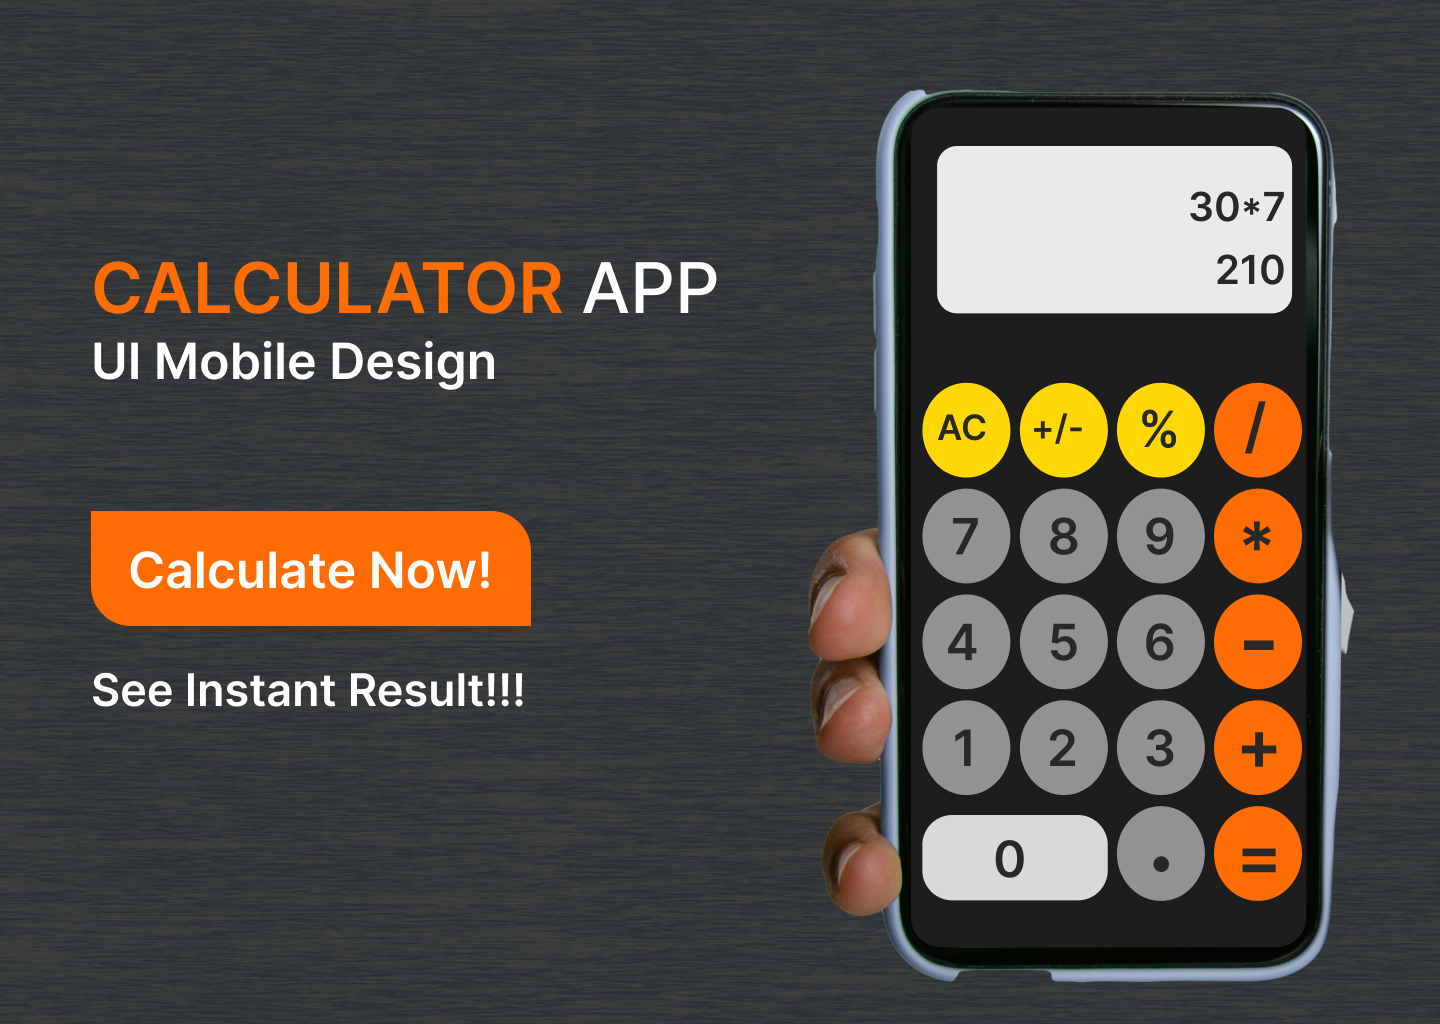 CALCULATOR APP
UI Mobile Design
Calculate Now!
See Instant Result!!!
30*7
210
AC +/- % /
7 8 9 *
4 5 6 -
1 2 3 +
0 . =